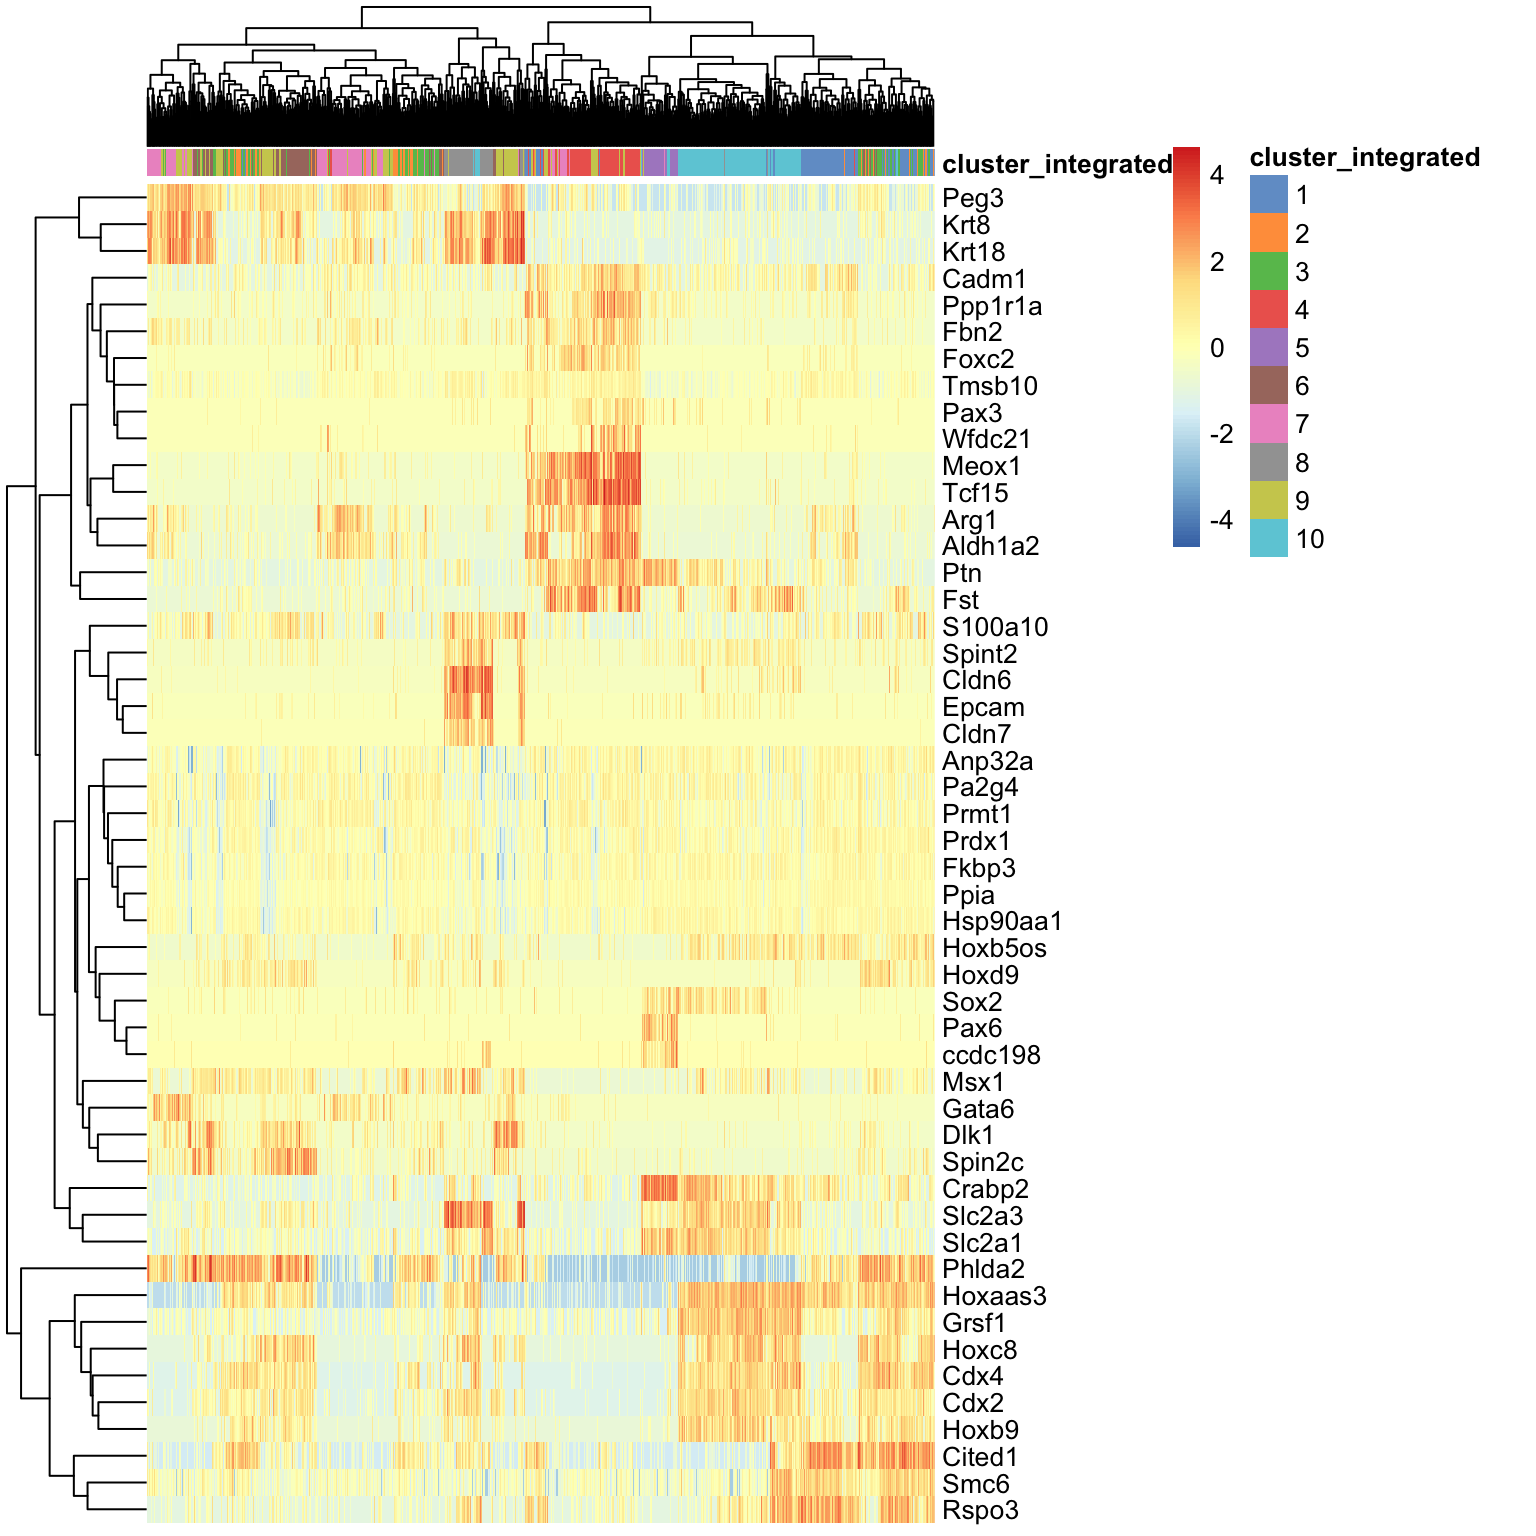 cluster_integrated
Peg3
Krt8
Krt18
Cadm1
Ppp1r1a
Fbn2
Foxc2
Tmsb10
Pax3
Wfdc21
Meox1
Tcf15
Arg1
Aldh1a2
Ptn
Fst
S100a10
Spint2
Cldn6
Epcam
Cldn7
Anp32a
Pa2g4
Prmt1
Prdx1
Fkbp3
Ppia
Hsp90aa1
Hoxb5os
Hoxd9
Sox2
Pax6
ccdc198
Msx1
Gata6
Dlk1
Spin2c
Crabp2
Slc2a3
Slc2a1
Phlda2
Hoxaas3
Grsf1
Hoxc8
Cdx4
Cdx2
Hoxb9
Cited1
Smc6
Rspo3
4
2
0
-2
-4
cluster_integrated
1
2
3
4
5
6
7
8
9
10